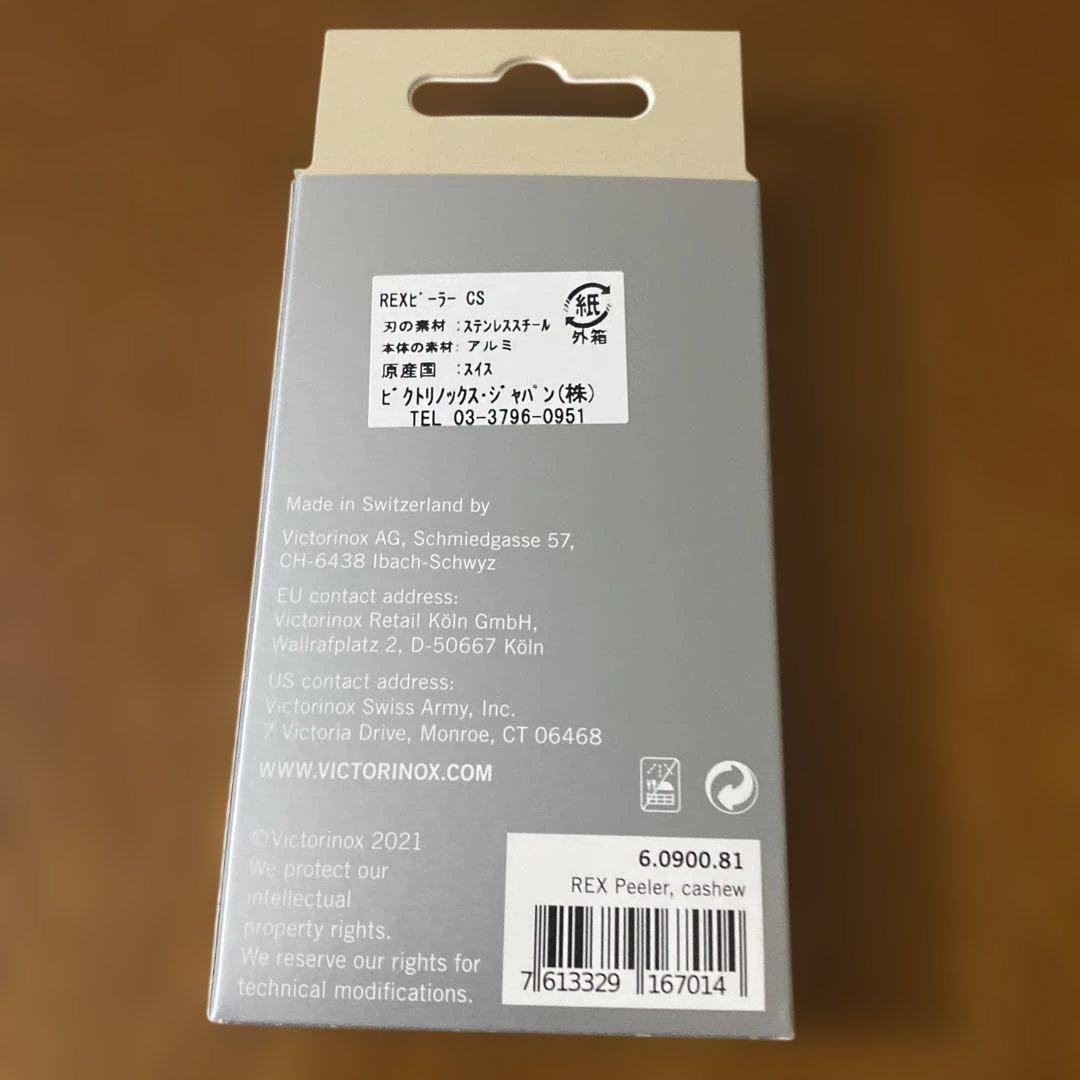 REXピーラー CS
刃の素材 :ステンレススチール
本体の素材: アルミ
原産国 :スイス
ビクトリノックス・ジャパン(株)
TEL 03-3796-0951
紙
外箱
Made in Switzerland by
Victorinox AG, Schmiedgasse 57,
CH-6438 Ibach-Schwyz
EU contact address:
Victorinox Retail Köln GmbH,
Wallrafplatz 2, D-50667 Köln
US contact address:
Victorinox Swiss Army, Inc.
7 Victoria Drive, Monroe, CT 06468
WWW.VICTORINOX.COM
©Victorinox 2021
We protect our
intellectual
property rights.
We reserve our rights for
technical modifications.
6.0900.81
REX Peeler, cashew
7 613329 167014